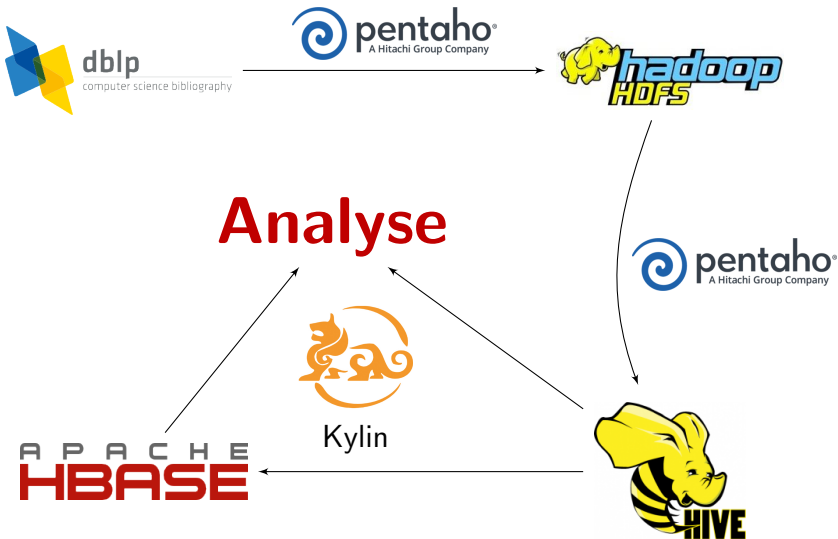 pentaho®
A Hitachi Group Company
dblp
computer science bibliography
hadoop
HDFS
Analyse
pentaho®
A Hitachi Group Company
Kylin
APACHE
HBASE
HIVE